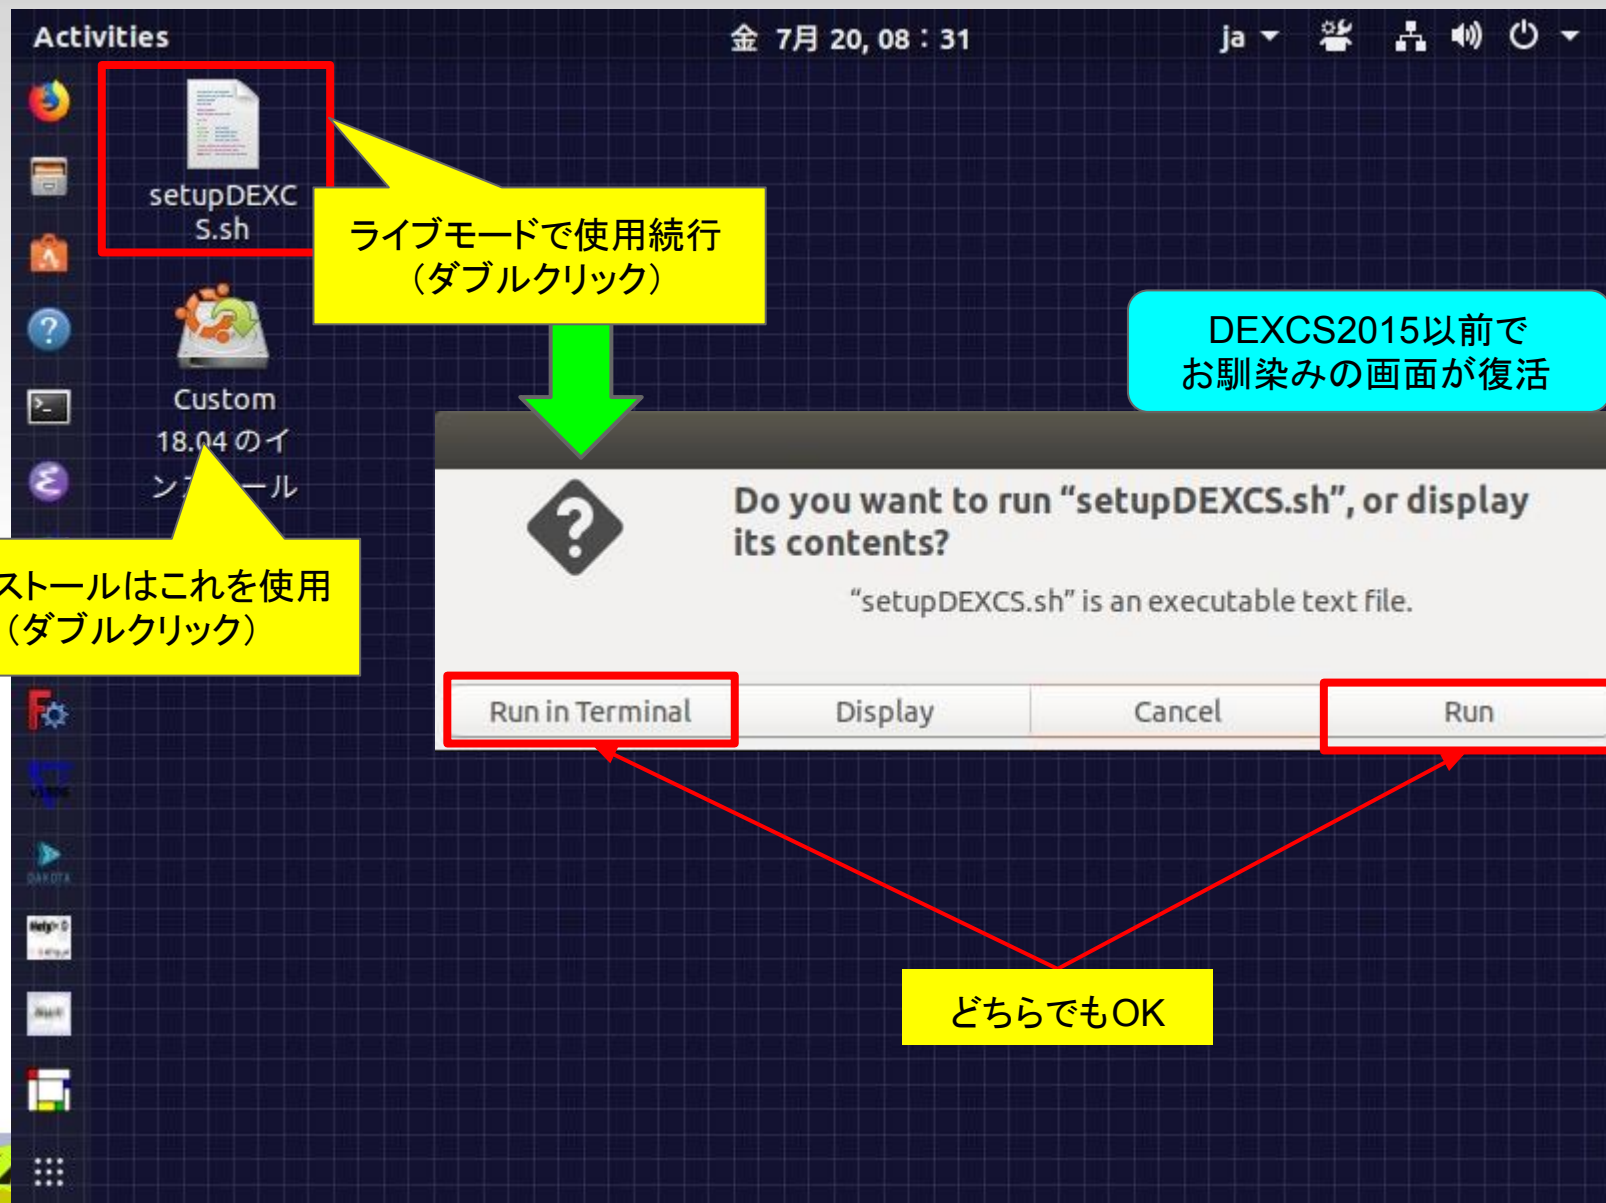 Activities
金 7月 20, 08：31
ja
setupDEXC
S.sh
ライブモードで使用続行
（ダブルクリック）
DEXCS2015以前で
お馴染みの画面が復活
Custom
18.04 のイ
ン
ール
ストールはこれを使用
（ダブルクリック）
Do you want to run “setupDEXCS.sh”, or display
its contents?
“setupDEXCS.sh” is an executable text file.
Run in Terminal
Display
Cancel
Run
DAKOTA
どちらでもOK